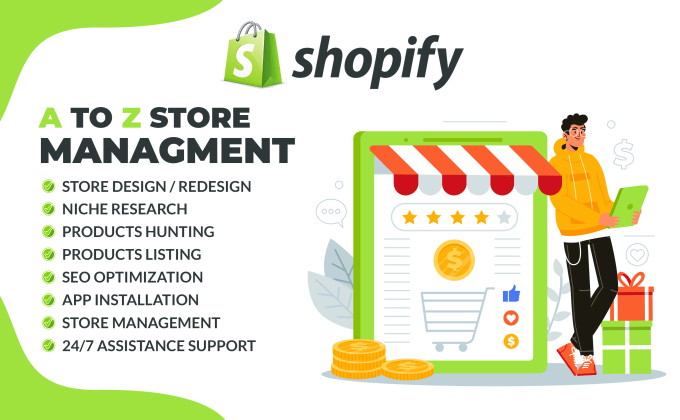 S
shopify
A TO Z STORE
MANAGMENT
STORE DESIGN / REDESIGN
NICHE RESEARCH
PRODUCTS HUNTING
PRODUCTS LISTING
SEO OPTIMIZATION
APP INSTALLATION
STORE MANAGEMENT
24/7 ASSISTANCE SUPPORT
$
$
$